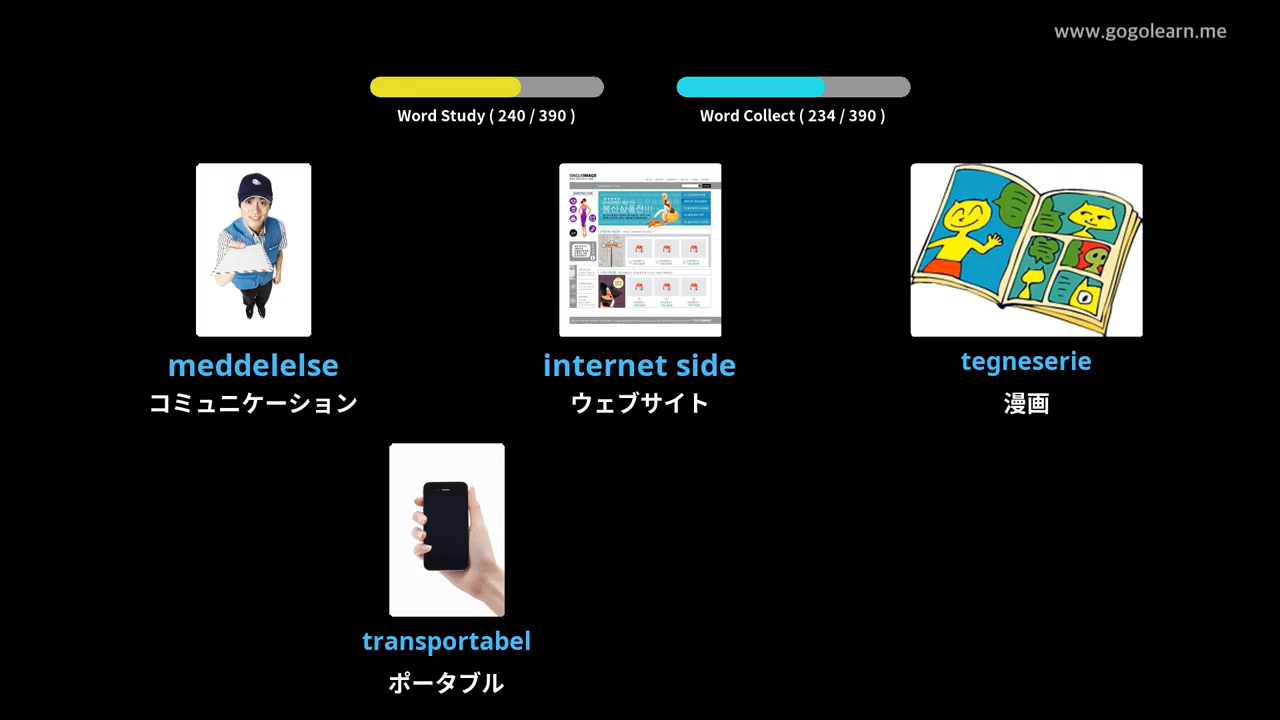 www.gogolearn.me
Word Study ( 240 / 390 )
Word Collect ( 234 / 390 )
meddelelse
コミュニケーション
internet side
ウェブサイト
tegneserie
漫画
transportabel
ポータブル